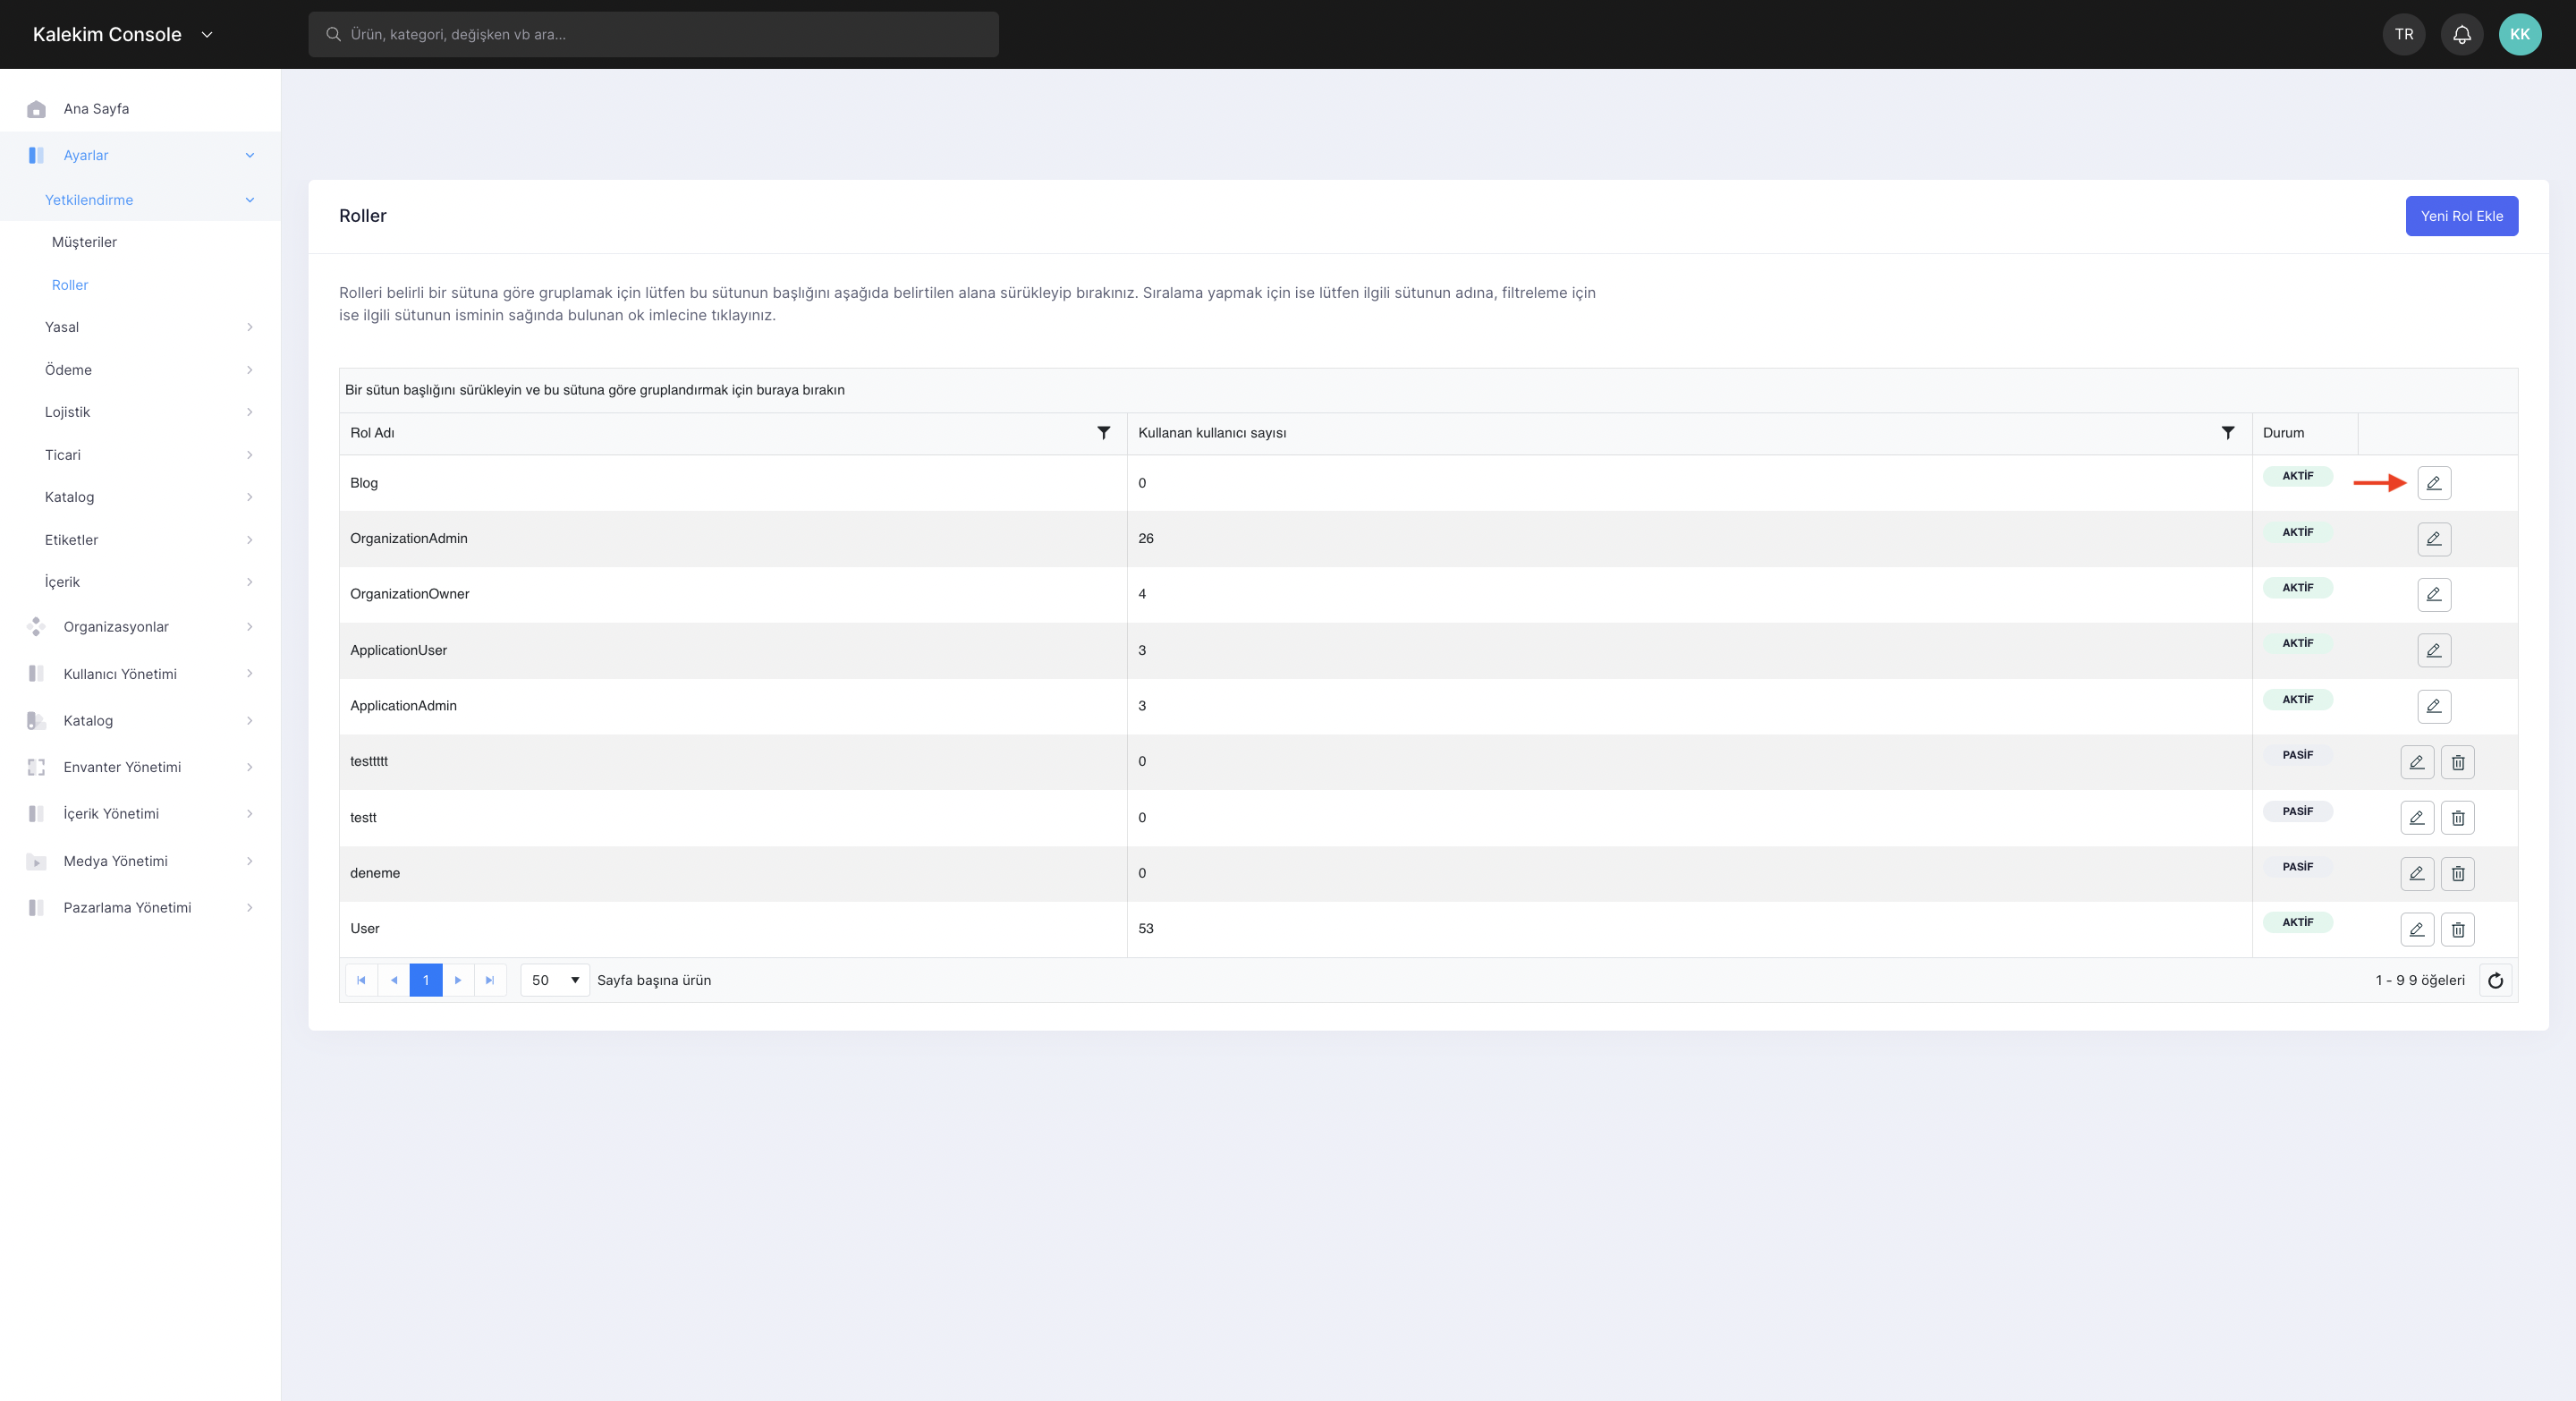 Kalekim Console
Ürün, kategori, değişken vb ara...
TR
KK
Ana Sayfa
Ayarlar
Yetkilendirme
Müşteriler
Roller
Yasal
Ödeme
Lojistik
Ticari
Katalog
Etiketler
İçerik
Organizasyonlar
Kullanıcı Yönetimi
Katalog
Envanter Yönetimi
İçerik Yönetimi
Medya Yönetimi
Pazarlama Yönetimi
Roller
Yeni Rol Ekle
Rolleri belirli bir sütuna göre gruplamak için lütfen bu sütunun başlığını aşağıda belirtilen alana sürükleyip bırakınız. Sıralama yapmak için ise lütfen ilgili sütunun adına, filtreleme için
ise ilgili sütunun isminin sağında bulunan ok imlecine tıklayınız.
Bir sütun başlığını sürükleyin ve bu sütuna göre gruplandırmak için buraya bırakın
Rol Adı Kullanan kullanıcı sayısı Durum
Blog 0 AKTİF
OrganizationAdmin 26 AKTİF
OrganizationOwner 4 AKTİF
ApplicationUser 3 AKTİF
ApplicationAdmin 3 AKTİF
testtttt 0 PASİF
testt 0 PASİF
deneme 0 PASİF
User 53 AKTİF
1 50 Sayfa başına ürün 1 - 9 9 öğeleri